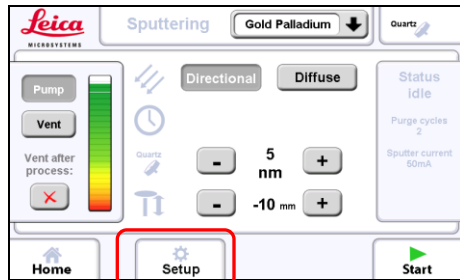 Leica
MICROSYSTEMS
Sputtering
Gold Palladium
Quartz
Pump
Vent
Vent after
process:
Directional
Diffuse
Quartz
-
5
nm
+
-
-10 mm
+
Status
idle
Purge cycles
2
Sputter current
50mA
Home
Setup
Start